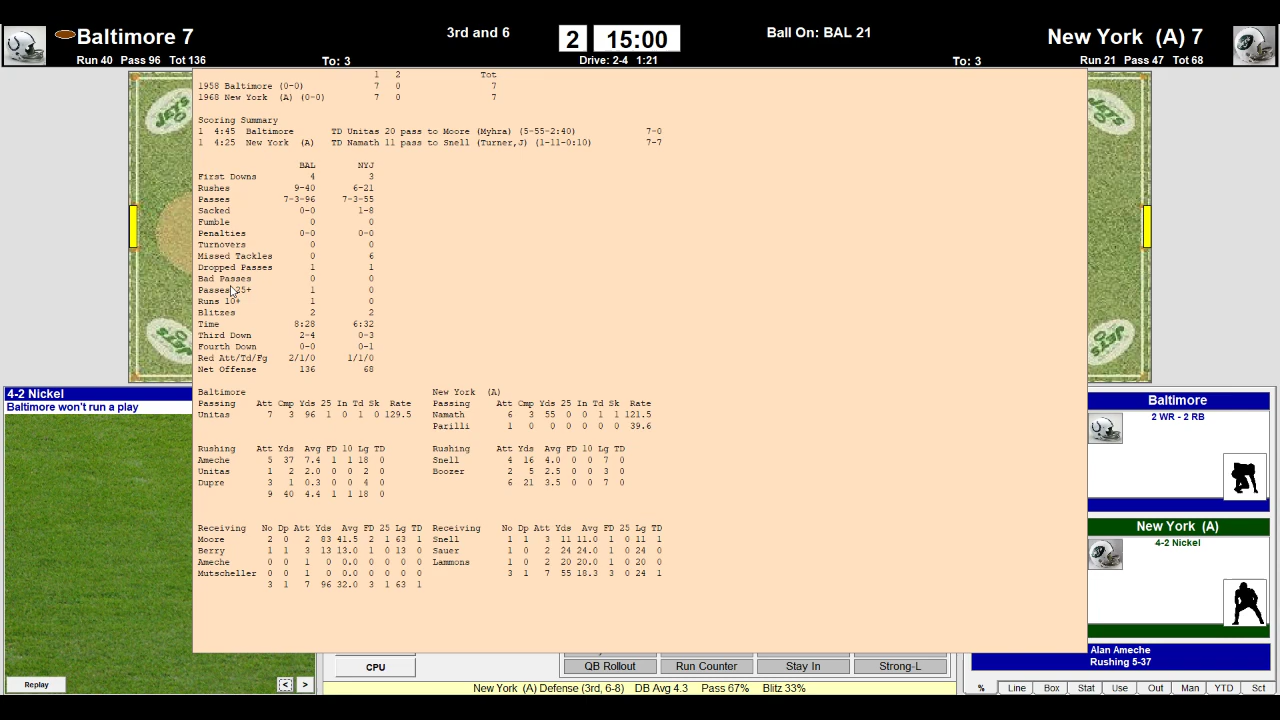 Baltimore 7 3rd and 6 2 15:00 Ball On: BAL 21 New York (A) 7
Run 40 Pass 96 Tot 136 To: 3 Drive: 2-4 1:21 To: 3 Run 21 Pass 47 Tot 68
1 2 Tot
1958 Baltimore (0-0) 7 0 7
1968 New York (A) (0-0) 7 0 7
Scoring Summary
1 4:45 Baltimore TD Unitas 20 pass to Moore (Myhra) (5-55-2:40) 7-0
1 4:25 New York (A) TD Namath 11 pass to Snell (Turner,J) (1-11-0:10) 7-7
BAL NYJ
First Downs 4 3
Rushes 9-40 6-21
Passes 7-3-96 7-3-55
Sacked 0-0 1-8
Fumble 0 0
Penalties 0-0 0-0
Turnovers 0 0
Missed Tackles 0 6
Dropped Passes 1 1
Bad Passes 0 0
Passes 25+ 1 0
Runs 10+ 1 0
Blitzes 2 2
Time 8:28 6:32
Third Down 2-4 0-3
Fourth Down 0-0 0-1
Red Att/Td/Fg 2/1/0 1/1/0
Net Offense 136 68
Baltimore New York (A)
Passing Att Cmp Yds 25 In Td Sk Rate Passing Att Cmp Yds 25 In Td Sk Rate
Unitas 7 3 96 1 0 1 0 129.5 Namath 6 3 55 0 0 1 1 121.5
Parilli 1 0 0 0 0 0 0 39.6
Rushing Att Yds Avg FD 10 Lg TD Rushing Att Yds Avg FD 10 Lg TD
Ameche 5 37 7.4 1 1 18 0 Snell 4 16 4.0 0 0 7 0
Unitas 1 2 2.0 0 0 2 0 Boozer 2 5 2.5 0 0 3 0
Dupre 3 1 0.3 0 0 4 0 6 21 3.5 0 0 7 0
9 40 4.4 1 1 18 0
Receiving No Dp Att Yds Avg FD 25 Lg TD Receiving No Dp Att Yds Avg FD 25 Lg TD
Moore 2 0 2 83 41.5 2 1 63 1 Snell 1 1 3 11 11.0 1 0 11 1
Berry 1 1 3 13 13.0 1 0 13 0 Sauer 1 0 2 24 24.0 1 0 24 0
Ameche 0 0 1 0 0.0 0 0 0 0 Lammons 1 0 2 20 20.0 1 0 20 0
Mutscheller 0 0 1 0 0.0 0 0 0 0 3 1 7 55 18.3 3 0 24 1
3 1 7 96 32.0 3 1 63 1
JETS
JETS
JETS
JETS
4-2 Nickel
Baltimore won't run a play
Replay < >
Baltimore
2 WR - 2 RB
New York (A)
4-2 Nickel
Alan Ameche
Rushing 5-37
CPU QB Rollout Run Counter Stay In Strong-L
New York (A) Defense (3rd, 6-8) DB Avg 4.3 Pass 67% Blitz 33%
% Line Box Stat Use Out Man YTD Sct